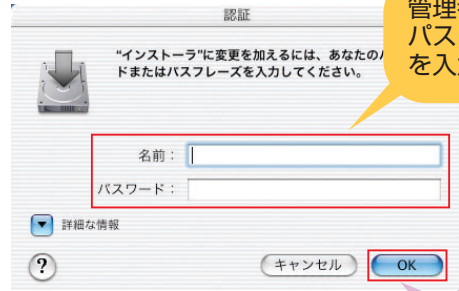 認証
管理
パス
を入
"インストーラ"に変更を加えるには、あなたのパ
ドまたはパスフレーズを入力してください。
名前：
パスワード：
詳細な情報
?
キャンセル
OK